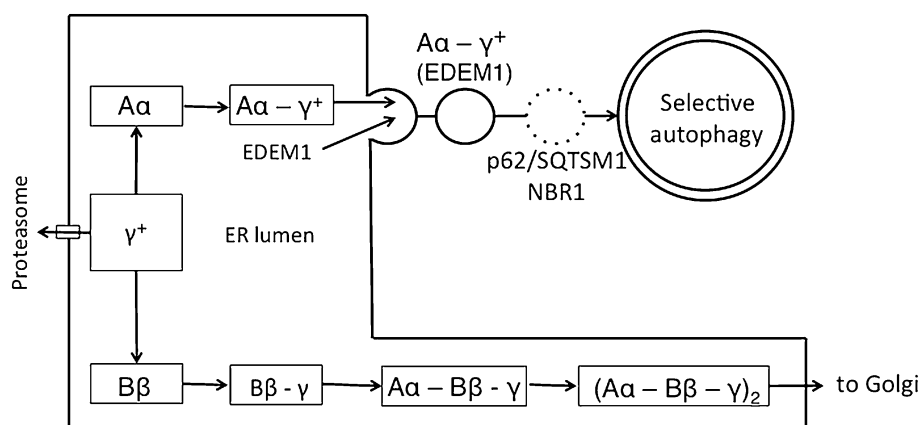 Aα – γ⁺
(EDEM1)
Aα
Aα – γ⁺
EDEM1
Selective
autophagy
p62/SQTSM1
NBR1
Proteasome
γ⁺
ER lumen
Bβ
Bβ - γ
Aα – Bβ - γ
(Aα – Bβ – γ)₂
to Golgi